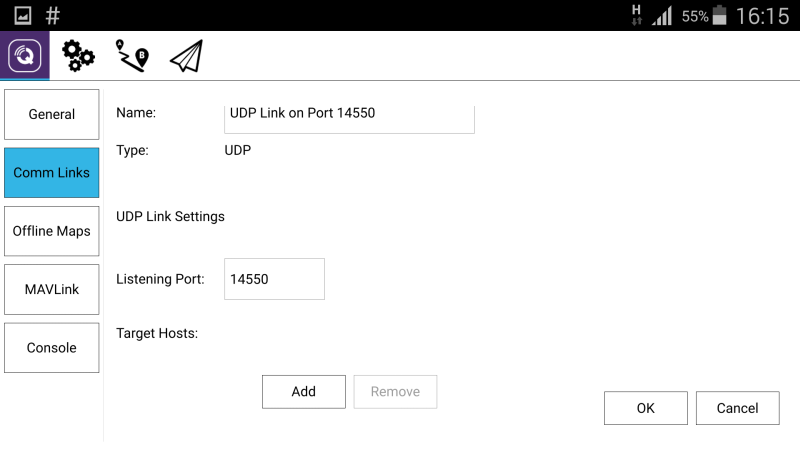 # H 55% 16:15
B
General
Name: UDP Link on Port 14550
Type: UDP
Comm Links
UDP Link Settings
Offline Maps
Listening Port: 14550
MAVLink
Target Hosts:
Console
Add Remove
OK Cancel